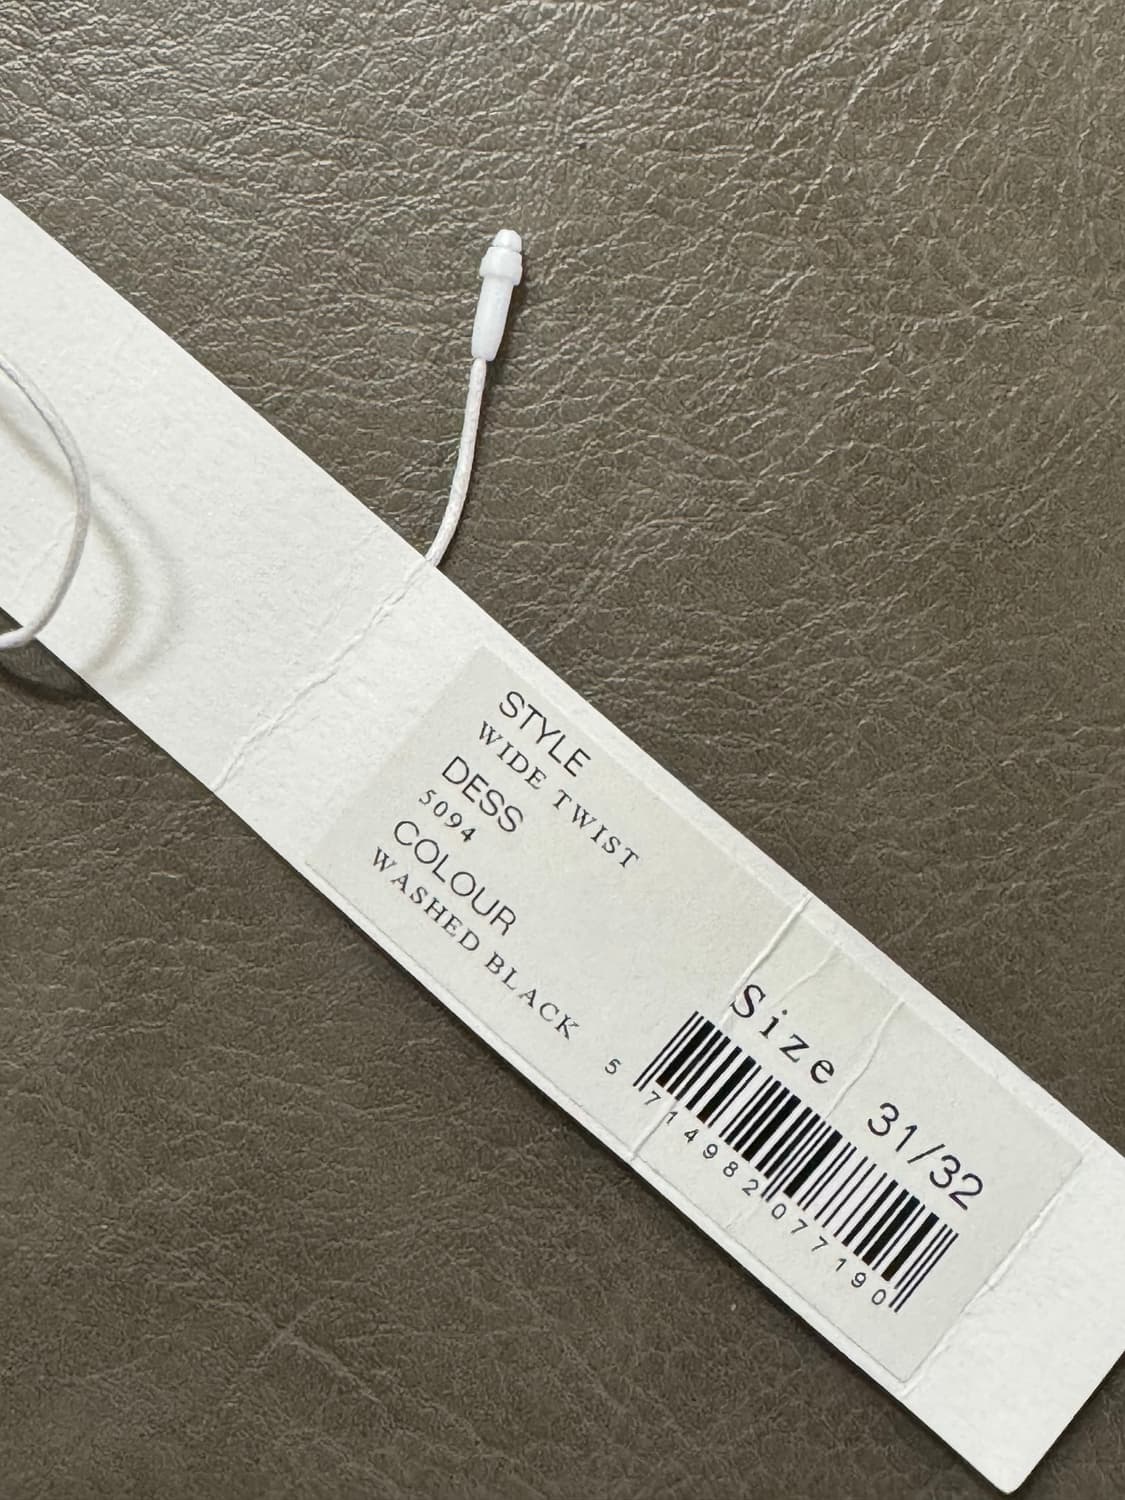 STYLE
WIDE TWIST
DESS
5094
COLOUR
WASHED BLACK
Size 31/32
5 714982 077190